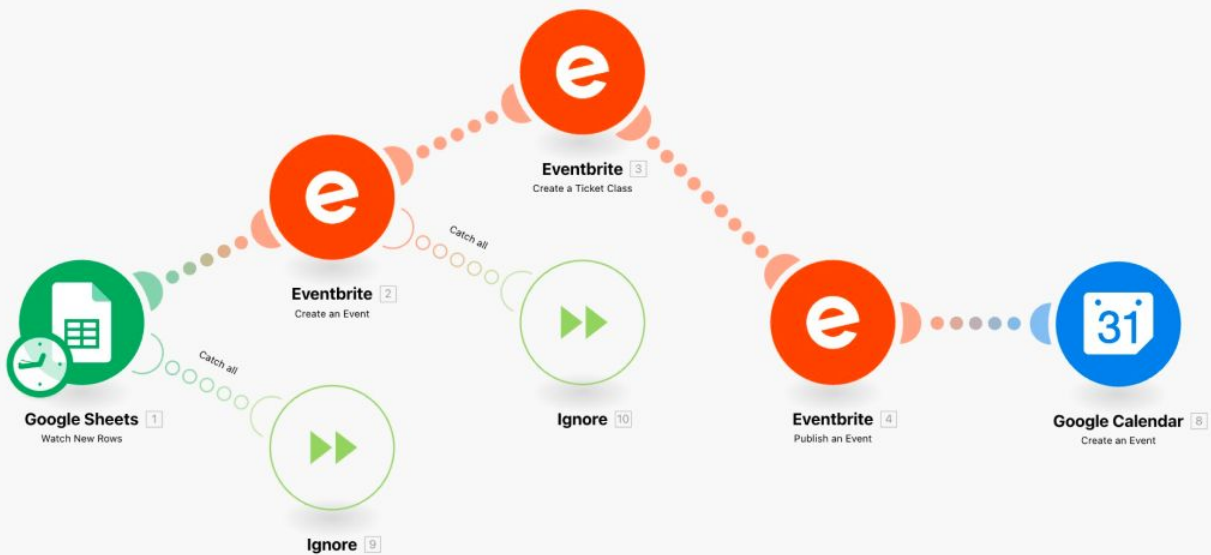 Eventbrite 3
Create a Ticket Class
Catch all
Eventbrite 2
Create an Event
Catch all
Google Sheets 1
Watch New Rows
Ignore 10
Eventbrite 4
Publish an Event
31
Google Calendar 8
Create an Event
Ignore 9